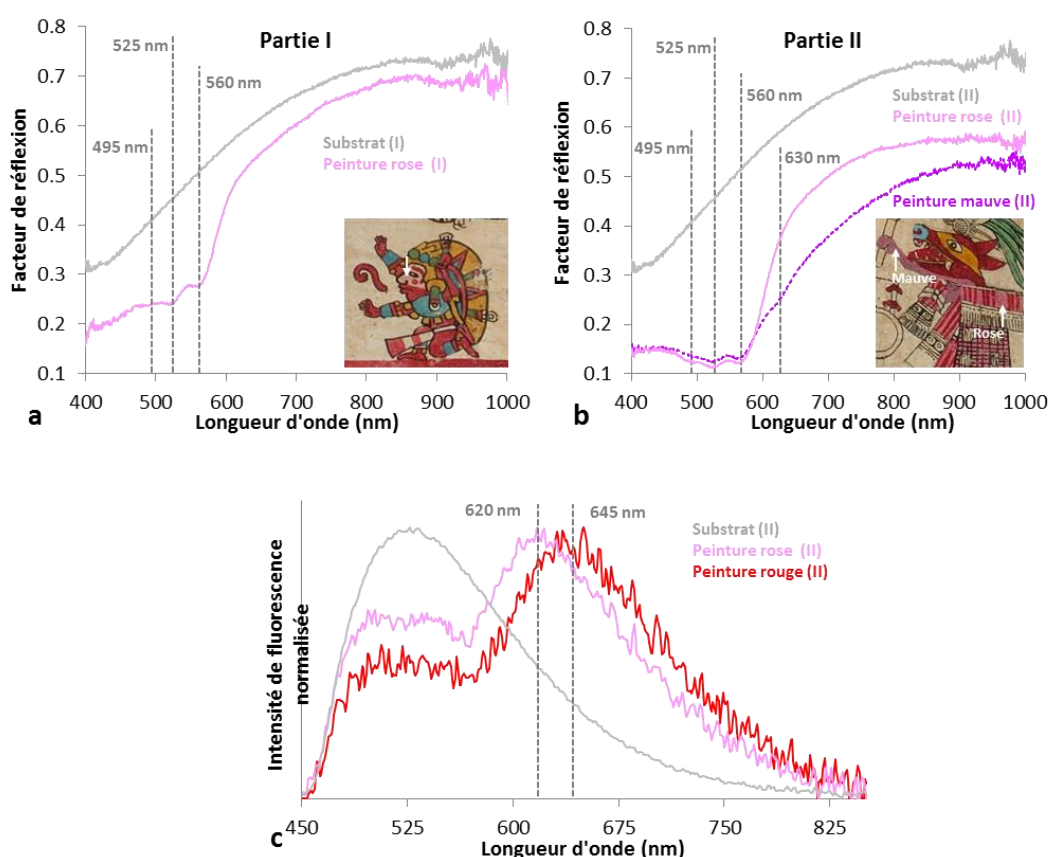 Partie I
525 nm
560 nm
495 nm
Substrat (I)
Peinture rose (I)
0.8
0.7
0.6
0.5
0.4
0.3
0.2
0.1
400 500 600 700 800 900 1000
Facteur de réflexion
Longueur d'onde (nm)
a
Partie II
525 nm
560 nm
495 nm
630 nm
Substrat (II)
Peinture rose (II)
Peinture mauve (II)
Mauve
Rose
0.8
0.7
0.6
0.5
0.4
0.3
0.2
0.1
400 500 600 700 800 900 1000
Facteur de réflexion
Longueur d'onde (nm)
b
620 nm
645 nm
Substrat (II)
Peinture rose (II)
Peinture rouge (II)
Intensité de fluorescence
normalisée
450 525 600 675 750 825
Longueur d'onde (nm)
c